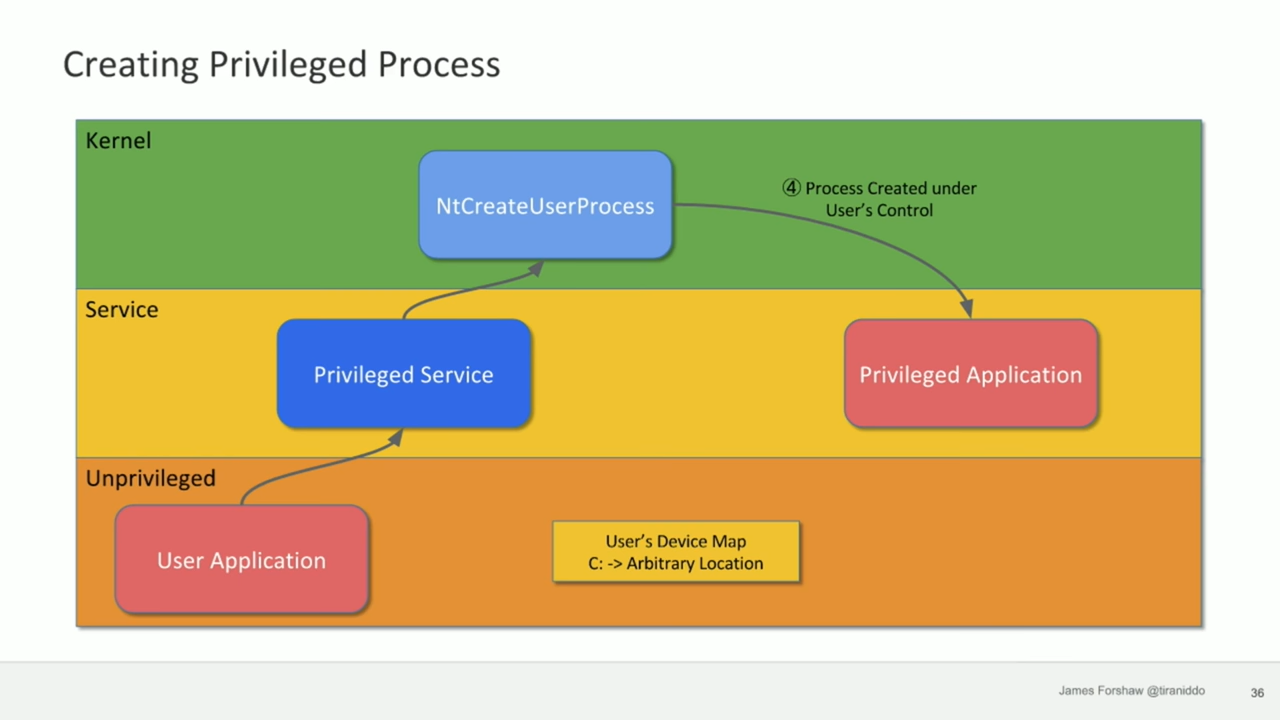 Creating Privileged Process
Kernel
NtCreateUserProcess
④ Process Created under
User's Control
Service
Privileged Service
Privileged Application
Unprivileged
User Application
User's Device Map
C: -> Arbitrary Location
James Forshaw @tiraniddo
36